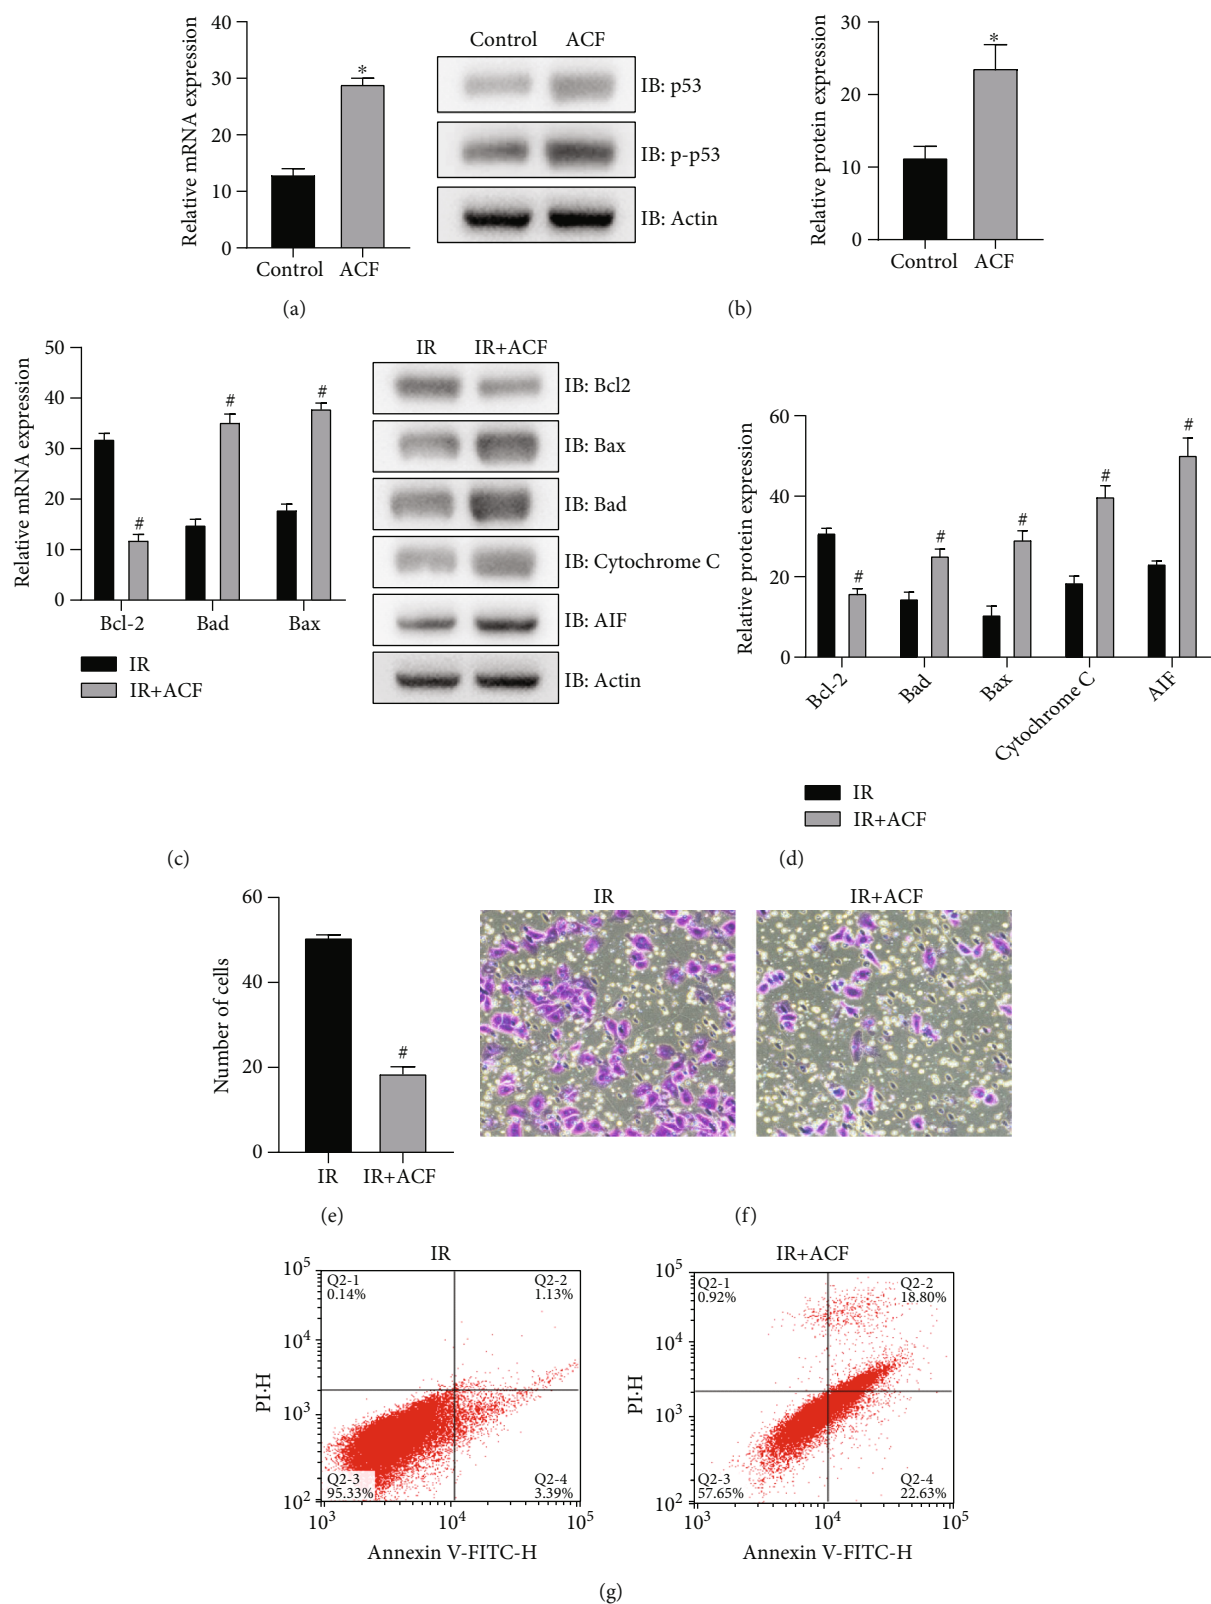 Relative mRNA expression
40
30
20
10
0
*
Control ACF
(a)
Control ACF
IB: p53
IB: p-p53
IB: Actin
Relative protein expression
30
20
10
0
*
Control ACF
(b)
Relative mRNA expression
50
40
30
20
10
0
# # #
Bcl-2 Bad Bax
IR
IR+ACF
(c)
IR IR+ACF
IB: Bcl2
IB: Bax
IB: Bad
IB: Cytochrome C
IB: AIF
IB: Actin
Relative protein expression
60
40
20
0
# # # # #
Bcl-2 Bad Bax Cytochrome C AIF
IR
IR+ACF
(d)
Number of cells
60
40
20
0
#
IR IR+ACF
(e)
IR IR+ACF
(f)
IR
PI·H
10^5
10^4
10^3
10^2
Q2-1 Q2-2
0.14% 1.13%
Q2-3 Q2-4
95.33% 3.39%
10^3 10^4 10^5
Annexin V-FITC-H
IR+ACF
PI·H
10^5
10^4
10^3
10^2
Q2-1 Q2-2
0.92% 18.80%
Q2-3 Q2-4
57.65% 22.63%
10^3 10^4 10^5
Annexin V-FITC-H
(g)